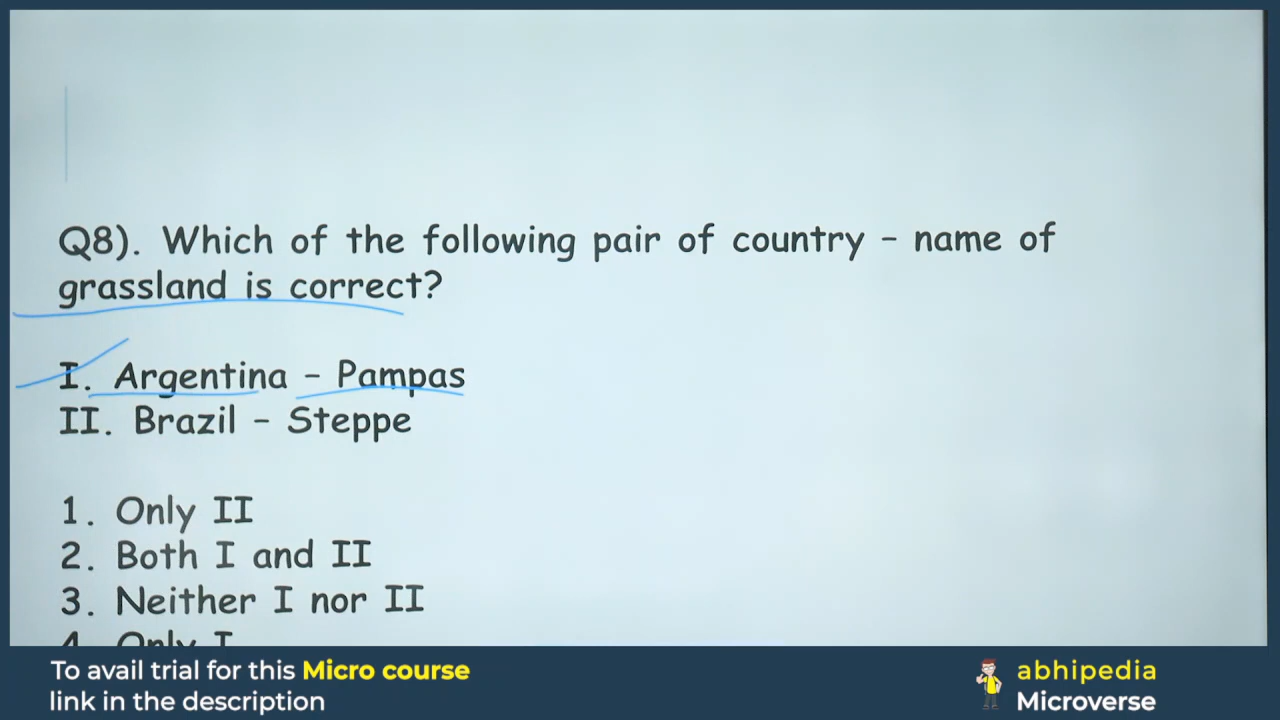 Q8). Which of the following pair of country - name of
grassland is correct?
I. Argentina - Pampas
II. Brazil - Steppe
1. Only II
2. Both I and II
3. Neither I nor II
4. Only I
To avail trial for this Micro course
link in the description
abhipedia
Microverse